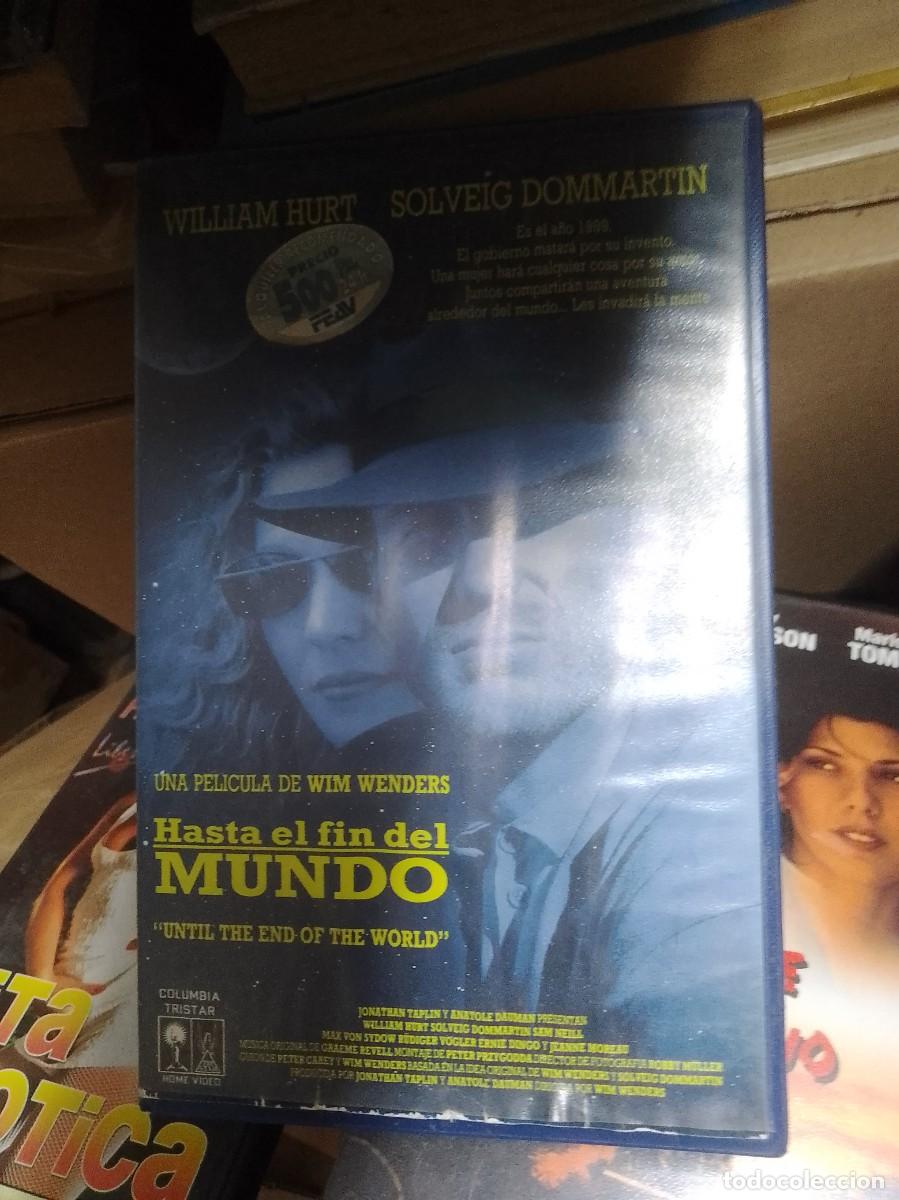 WILLIAM HURT SOLVEIG DOMMARTIN
Es el año 1999.
El gobierno matará por su invento.
Una mujer hará cualquier cosa por su amor.
Juntos compartirán una aventura
alrededor del mundo... Les invadirá la mente
PRECIO
500
UNA PELICULA DE WIM WENDERS
Hasta el fin del
MUNDO
"UNTIL THE END OF THE WORLD"
COLUMBIA
TRISTAR
HOME VIDEO
JONATHAN TAPLIN Y ANATOLE DAUMAN PRESENTAN
WILLIAM HURT SOLVEIG DOMMARTIN SAM NEILL
MAX VON SYDOW RÜDIGER VOGLER ERNIE DINGO Y JEANNE MOREAU
MUSICA ORIGINAL DE GRAEME REVELL MONTAJE DE PETER PRZYGODDA DIRECTOR DE FOTOGRAFIA ROBBY MÜLLER
GUION DE PETER CAREY Y WIM WENDERS BASADA EN LA IDEA ORIGINAL DE WIM WENDERS Y SOLVEIG DOMMARTIN
PRODUCIDA POR JONATHAN TAPLIN Y ANATOLE DAUMAN DIRIGIDA POR WIM WENDERS
SON
TOM
OTICA
todocoleccion